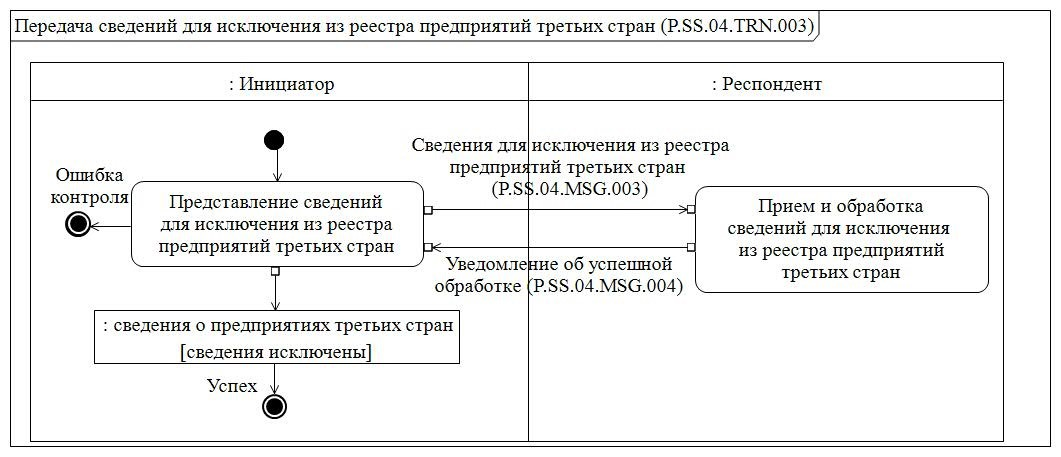 Передача сведений для исключения из реестра предприятий третьих стран (P.SS.04.TRN.003)
: Инициатор
: Респондент
Сведения для исключения из реестра
предприятий третьих стран
(P.SS.04.MSG.003)
Ошибка
контроля
Представление сведений
для исключения из реестра
предприятий третьих стран
Прием и обработка
сведений для исключения
из реестра предприятий
третьих стран
Уведомление об успешной
обработке (P.SS.04.MSG.004)
: сведения о предприятиях третьих стран
[сведения исключены]
Успех